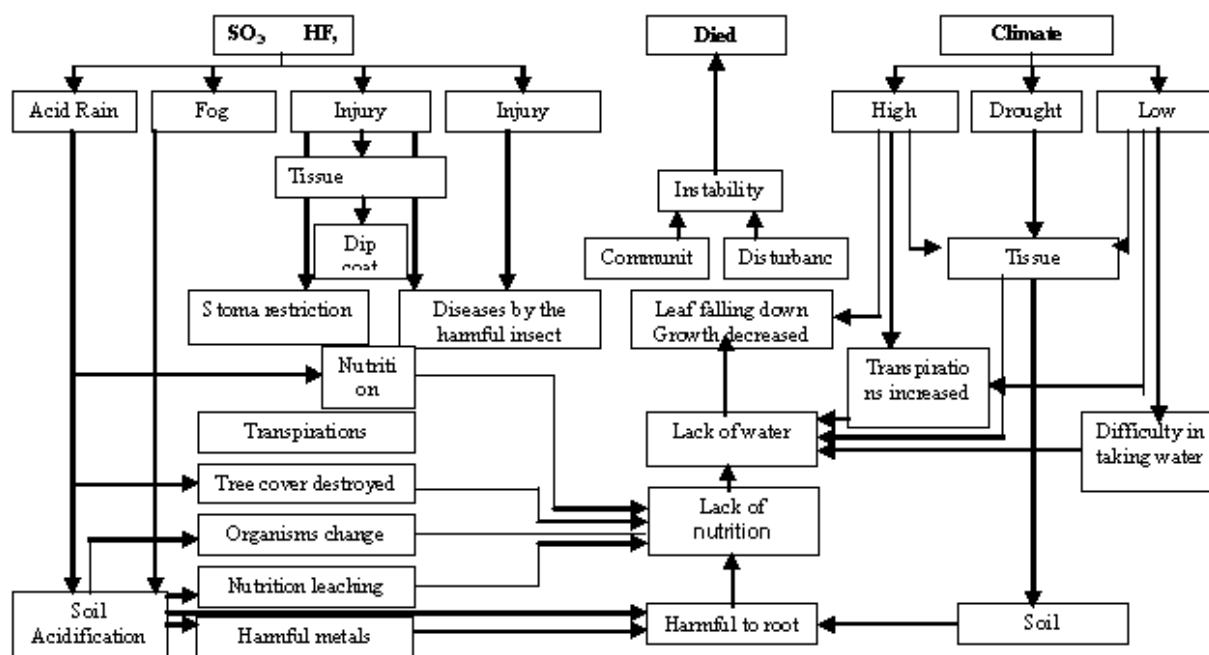 SO2, HF,
Died
Climate
Acid Rain
Fog
Injury
Injury
High
Drought
Low
Tissue
Instability
Dip
coat
Communit
Disturbanc
Tissue
Stoma restriction
Diseases by the
harmful insect
Leaf falling down
Growth decreased
Nutriti
on
Transpiratio
ns increased
Transpirations
Lack of water
Difficulty in
taking water
Tree cover destroyed
Lack of
nutrition
Organisms change
Nutrition leaching
Soil
Acidification
Harmful metals
Harmful to root
Soil